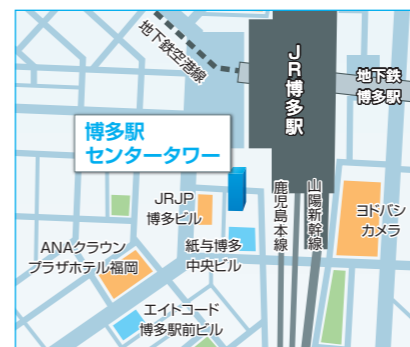 地下鉄空港線
JR博多駅
地下鉄
博多駅
博多駅
センタータワー
JRJP
博多ビル
鹿児島本線
山陽新幹線
ヨドバシ
カメラ
紙与博多
中央ビル
ANAクラウン
プラザホテル福岡
エイトコード
博多駅前ビル